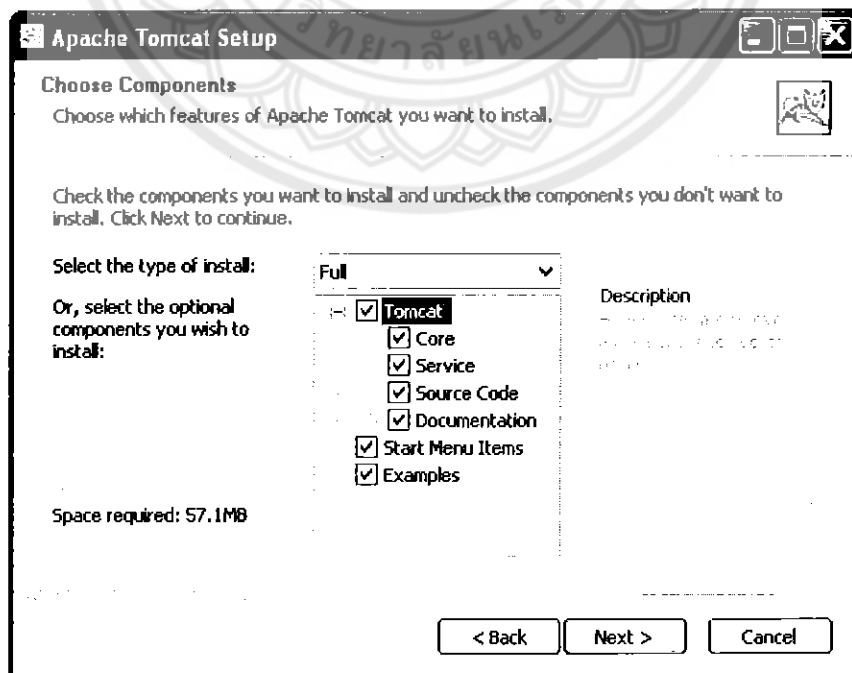 Apache Tomcat Setup
Choose Components
Choose which features of Apache Tomcat you want to install.
Check the components you want to install and uncheck the components you don't want to
install. Click Next to continue.
Select the type of install:
Full
Or, select the optional
components you wish to
install:
Tomcat
Core
Service
Source Code
Documentation
Start Menu Items
Examples
Description
Space required: 57.1MB
< Back
Next >
Cancel